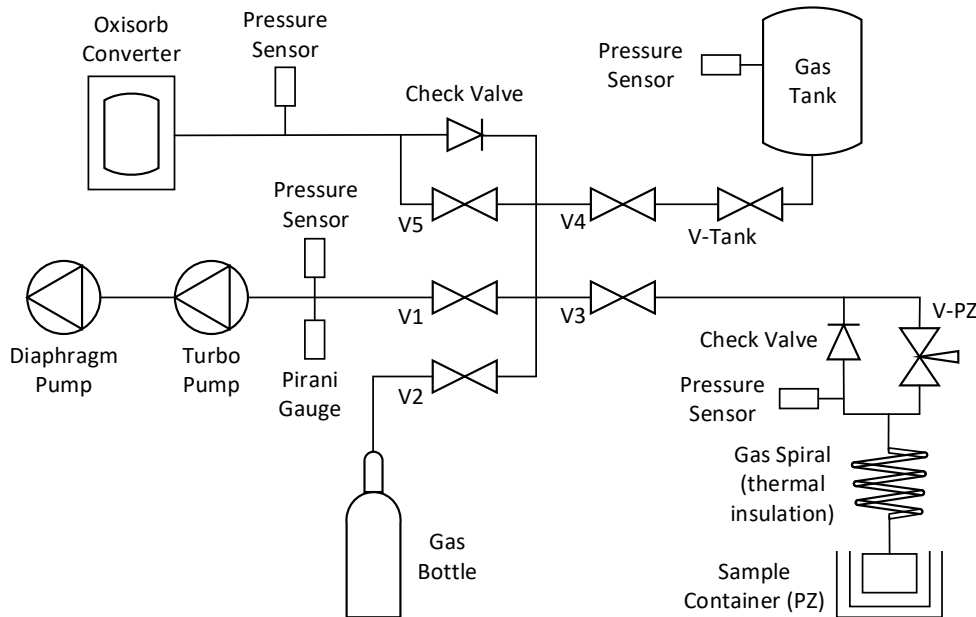 Oxisorb
Converter
Pressure
Sensor
Check Valve
Pressure
Sensor
Gas
Tank
V5
V4
V-Tank
Pressure
Sensor
V1
V3
V-PZ
Diaphragm
Pump
Turbo
Pump
Pirani
Gauge
V2
Check Valve
Pressure
Sensor
Gas Spiral
(thermal
insulation)
Gas
Bottle
Sample
Container (PZ)